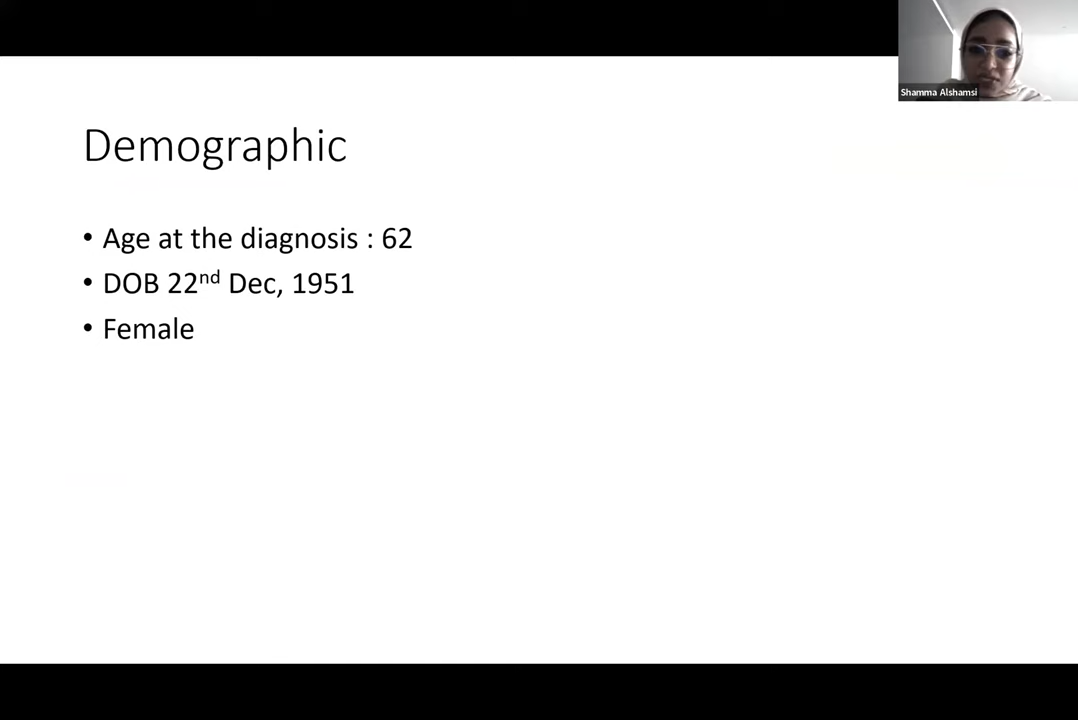 Shamma Alshamsi
Demographic
• Age at the diagnosis : 62
• DOB 22nd Dec, 1951
• Female